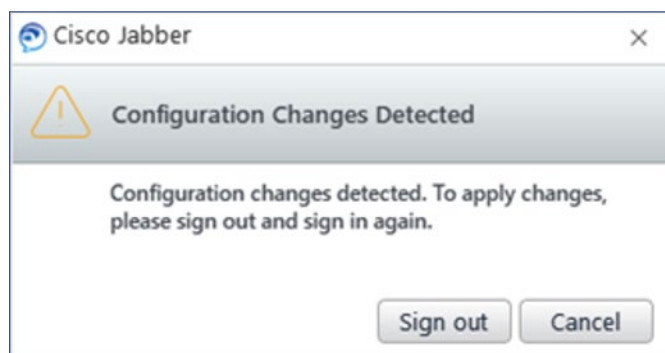 Cisco Jabber
Configuration Changes Detected
Configuration changes detected. To apply changes,
please sign out and sign in again.
Sign out Cancel